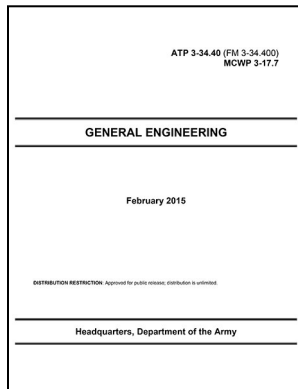 ATP 3-34.40 (FM 3-34.400)
MCWP 3-17.7
GENERAL ENGINEERING
February 2015
DISTRIBUTION RESTRICTION: Approved for public release; distribution is unlimited.
Headquarters, Department of the Army